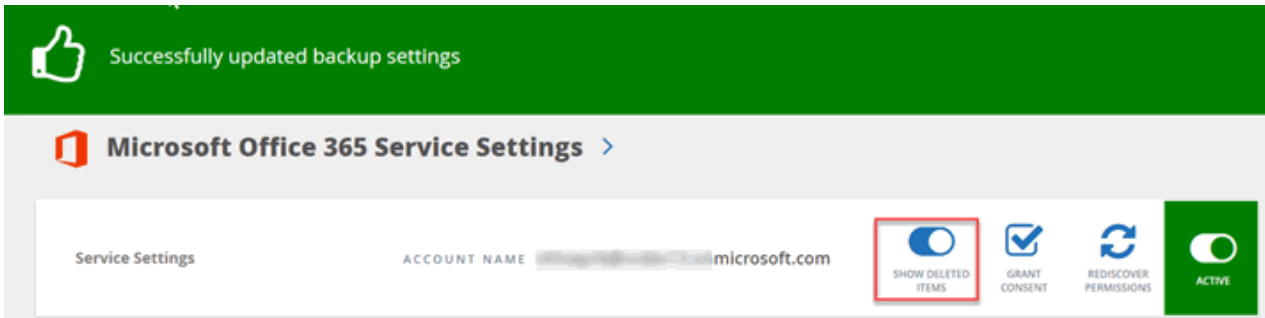 Successfully updated backup settings
Microsoft Office 365 Service Settings >
Service Settings
ACCOUNT NAME microsoft.com
SHOW DELETED
ITEMS
GRANT
CONSENT
REDISCOVER
PERMISSIONS
ACTIVE